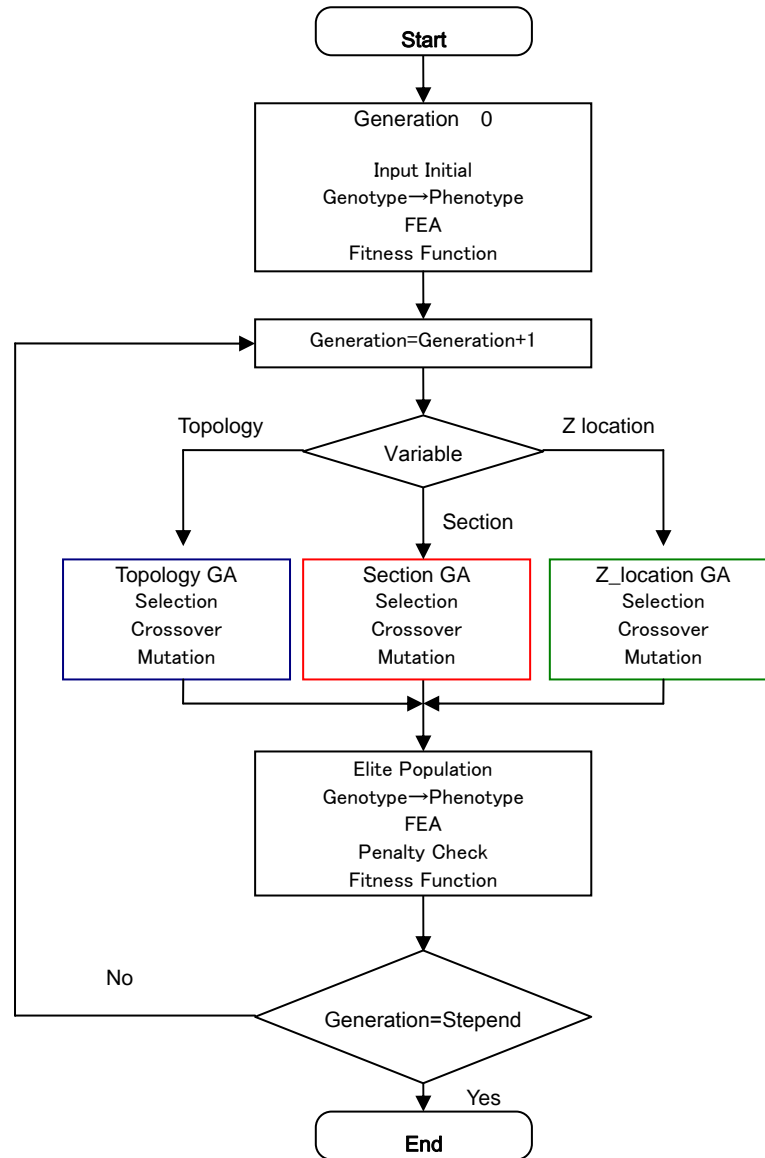 Start
Generation 0
Input Initial
Genotype→Phenotype
FEA
Fitness Function
Generation=Generation+1
Topology
Z location
Variable
Section
Topology GA
Selection
Crossover
Mutation
Section GA
Selection
Crossover
Mutation
Z_location GA
Selection
Crossover
Mutation
Elite Population
Genotype→Phenotype
FEA
Penalty Check
Fitness Function
No
Generation=Stepend
Yes
End